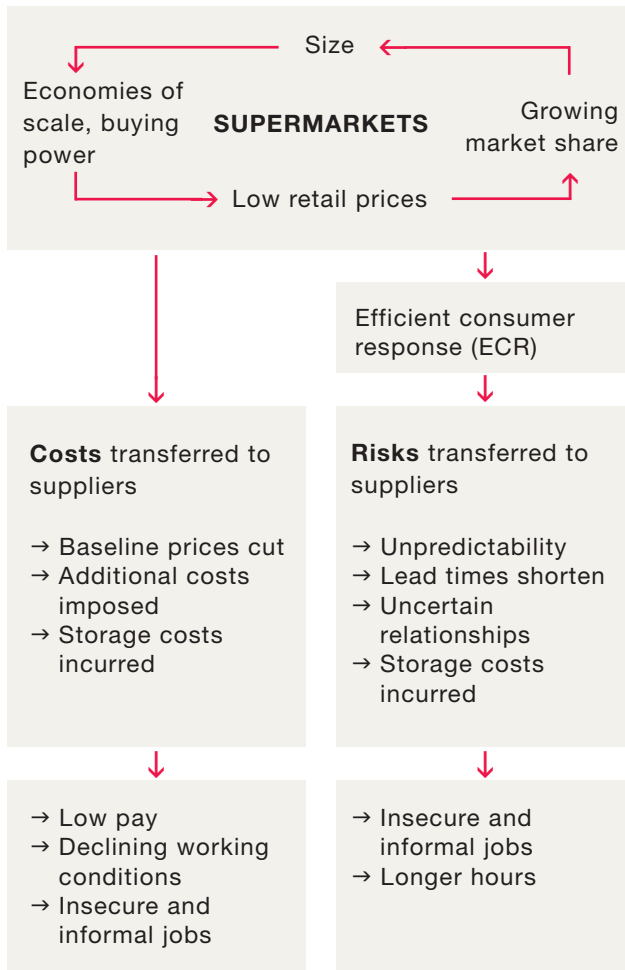 Size
Economies of
scale, buying
power
SUPERMARKETS
Growing
market share
Low retail prices
Efficient consumer
response (ECR)
Costs transferred to
suppliers
→ Baseline prices cut
→ Additional costs
imposed
→ Storage costs
incurred
Risks transferred to
suppliers
→ Unpredictability
→ Lead times shorten
→ Uncertain
relationships
→ Storage costs
incurred
→ Low pay
→ Declining working
conditions
→ Insecure and
informal jobs
→ Insecure and
informal jobs
→ Longer hours